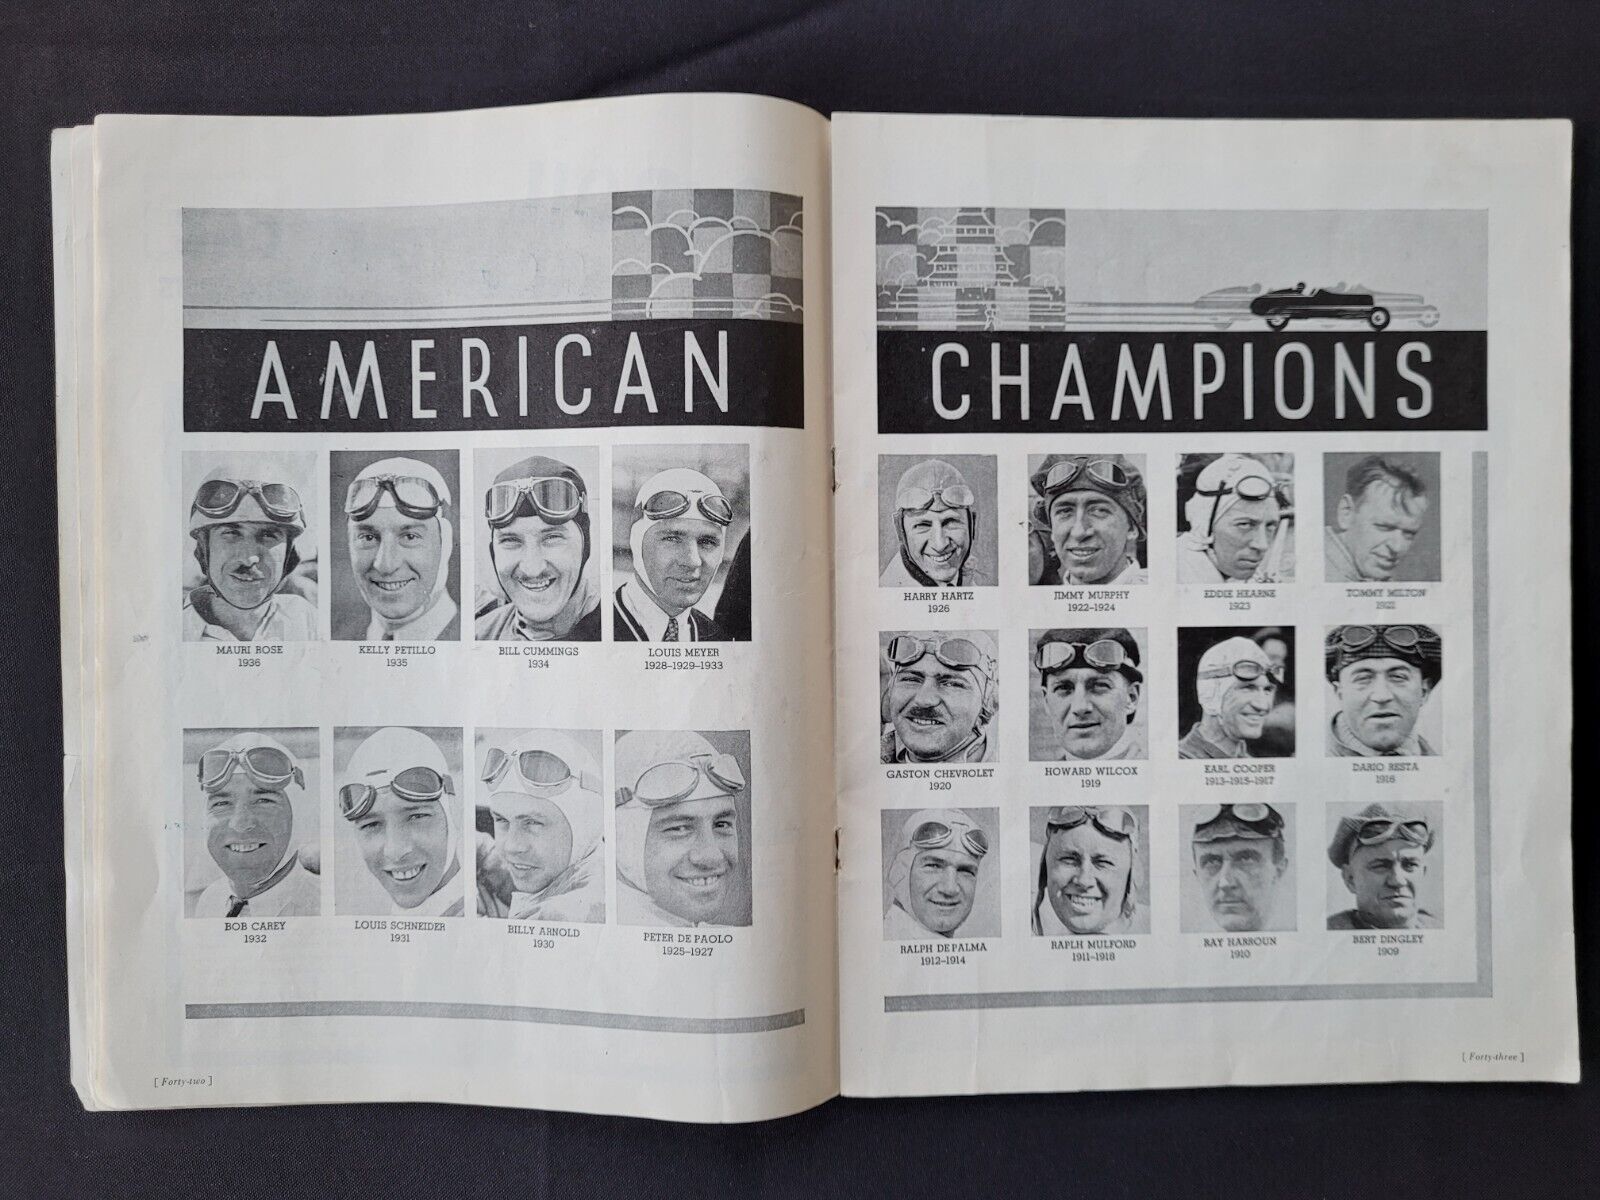 AMERICAN
MAURI ROSE
1936
KELLY PETILLO
1935
BILL CUMMINGS
1934
LOUIS MEYER
1928-1929-1933
BOB CAREY
1932
LOUIS SCHNEIDER
1931
BILLY ARNOLD
1930
PETER DE PAOLO
1925-1927
[ Forty-two ]
CHAMPIONS
HARRY HARTZ
1926
JIMMY MURPHY
1922-1924
EDDIE HEARNE
1923
TOMMY MILTON
1921
GASTON CHEVROLET
1920
HOWARD WILCOX
1919
EARL COOPER
1913-1915-1917
DARIO RESTA
1916
RALPH DE PALMA
1912-1914
RAPLH MULFORD
1911-1918
RAY HARROUN
1910
BERT DINGLEY
1909
[ Forty-three ]